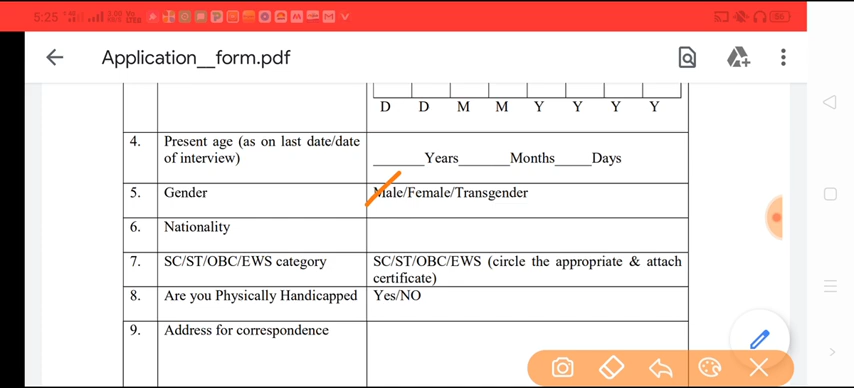 5:25
Application__form.pdf
D D M M Y Y Y Y
4. Present age (as on last date/date of interview) _______Years_______Months_____Days
5. Gender Male/Female/Transgender
6. Nationality
7. SC/ST/OBC/EWS category SC/ST/OBC/EWS (circle the appropriate & attach certificate)
8. Are you Physically Handicapped Yes/NO
9. Address for correspondence